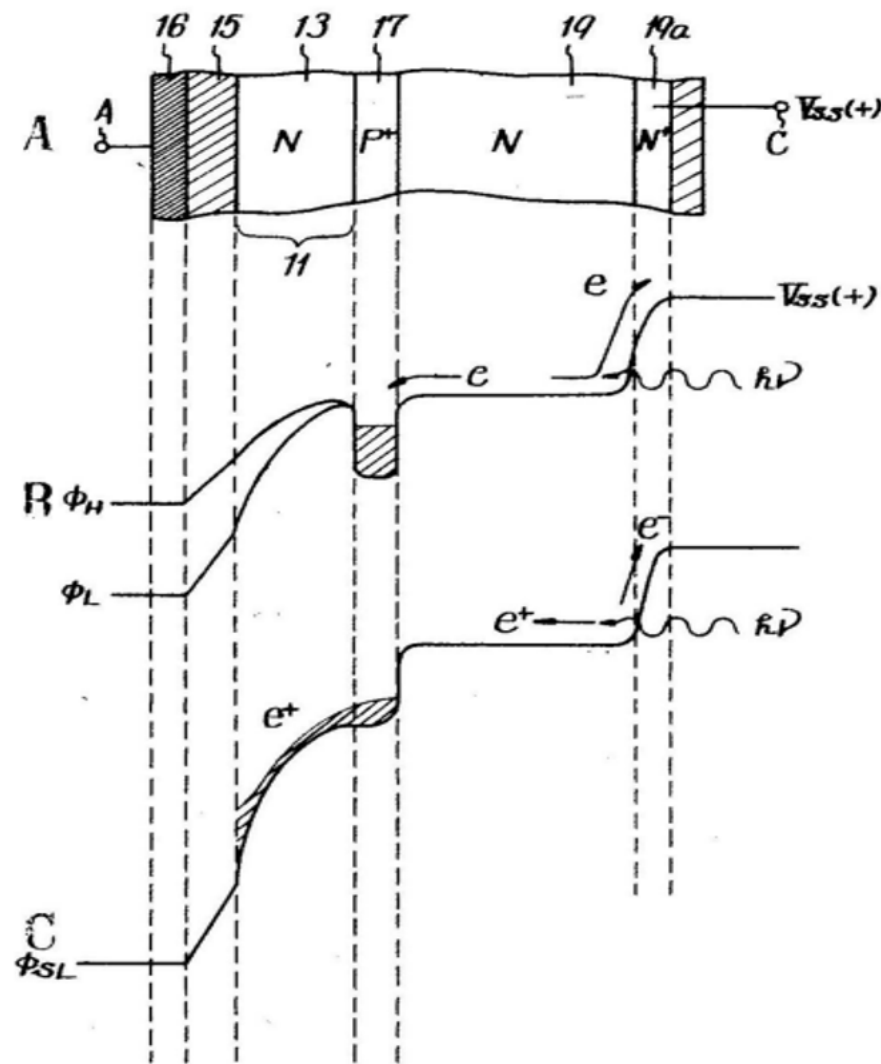 16 15 13 17 19 19a
A A N P+ N N+ C Vss(+)
11
e Vss(+)
e hν
B ΦH
ΦL
e-
e+ hν
e+
C
ΦSL